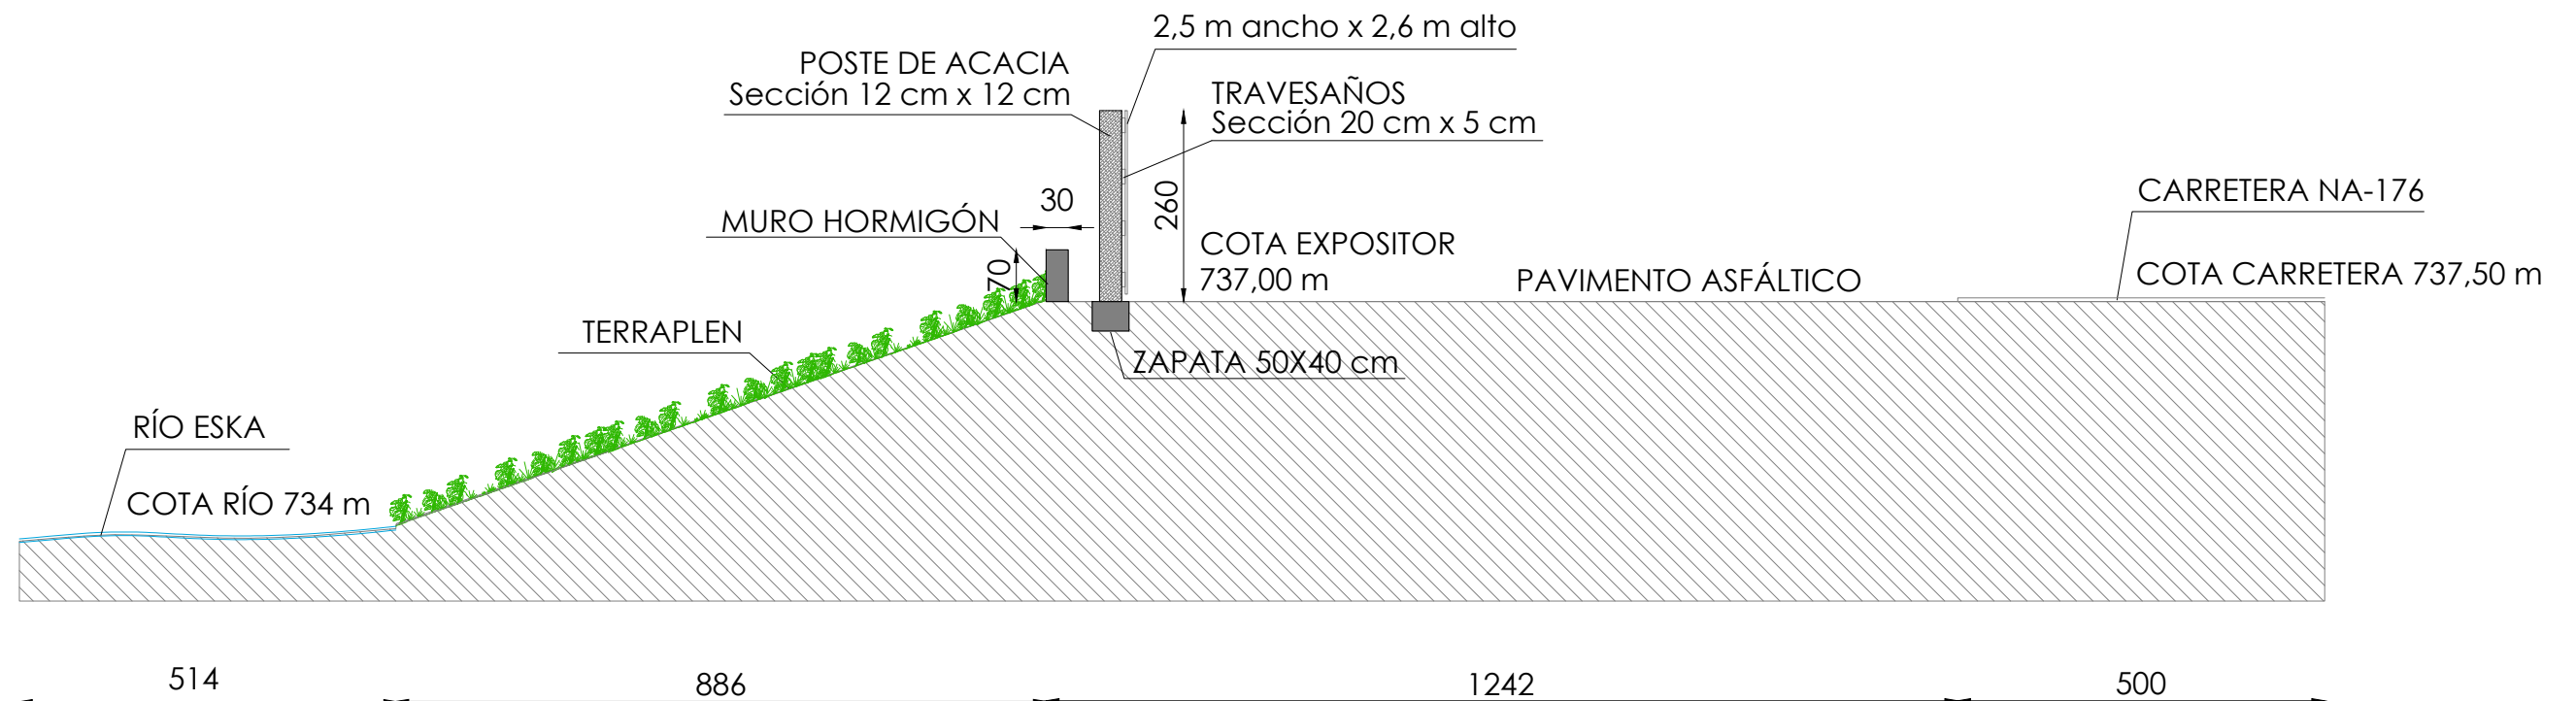 2,5 m ancho x 2,6 m alto
POSTE DE ACACIA
Sección 12 cm x 12 cm
TRAVESAÑOS
Sección 20 cm x 5 cm
30
260
MURO HORMIGÓN
70
COTA EXPOSITOR
737,00 m
PAVIMENTO ASFÁLTICO
CARRETERA NA-176
COTA CARRETERA 737,50 m
TERRAPLEN
ZAPATA 50X40 cm
RÍO ESKA
COTA RÍO 734 m
514
886
1242
500